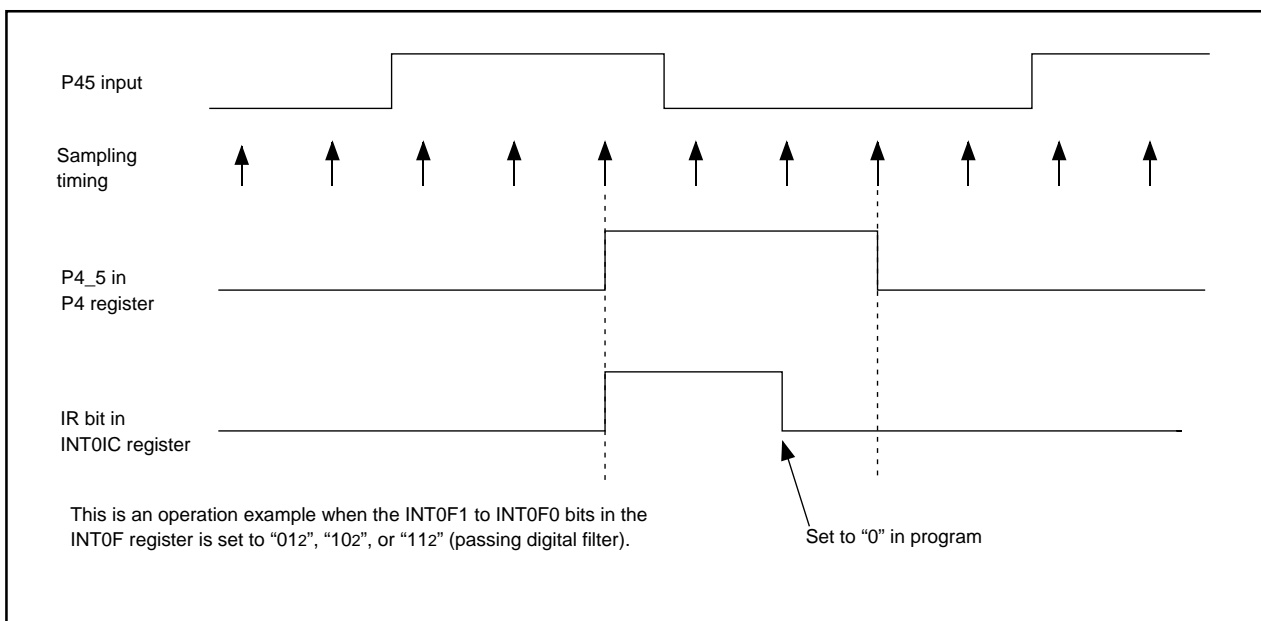 P45 input
Sampling
timing
P4_5 in
P4 register
IR bit in
INT0IC register
This is an operation example when the INT0F1 to INT0F0 bits in the
INT0F register is set to “012”, “102”, or “112” (passing digital filter).
Set to “0” in program